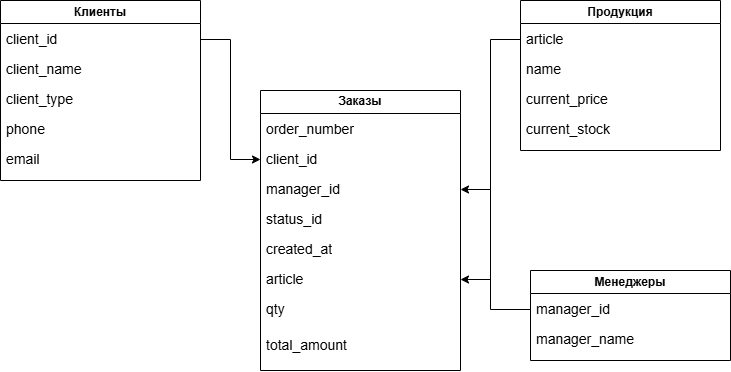 Клиенты
client_id
client_name
client_type
phone
email
Заказы
order_number
client_id
manager_id
status_id
created_at
article
qty
total_amount
Продукция
article
name
current_price
current_stock
Менеджеры
manager_id
manager_name